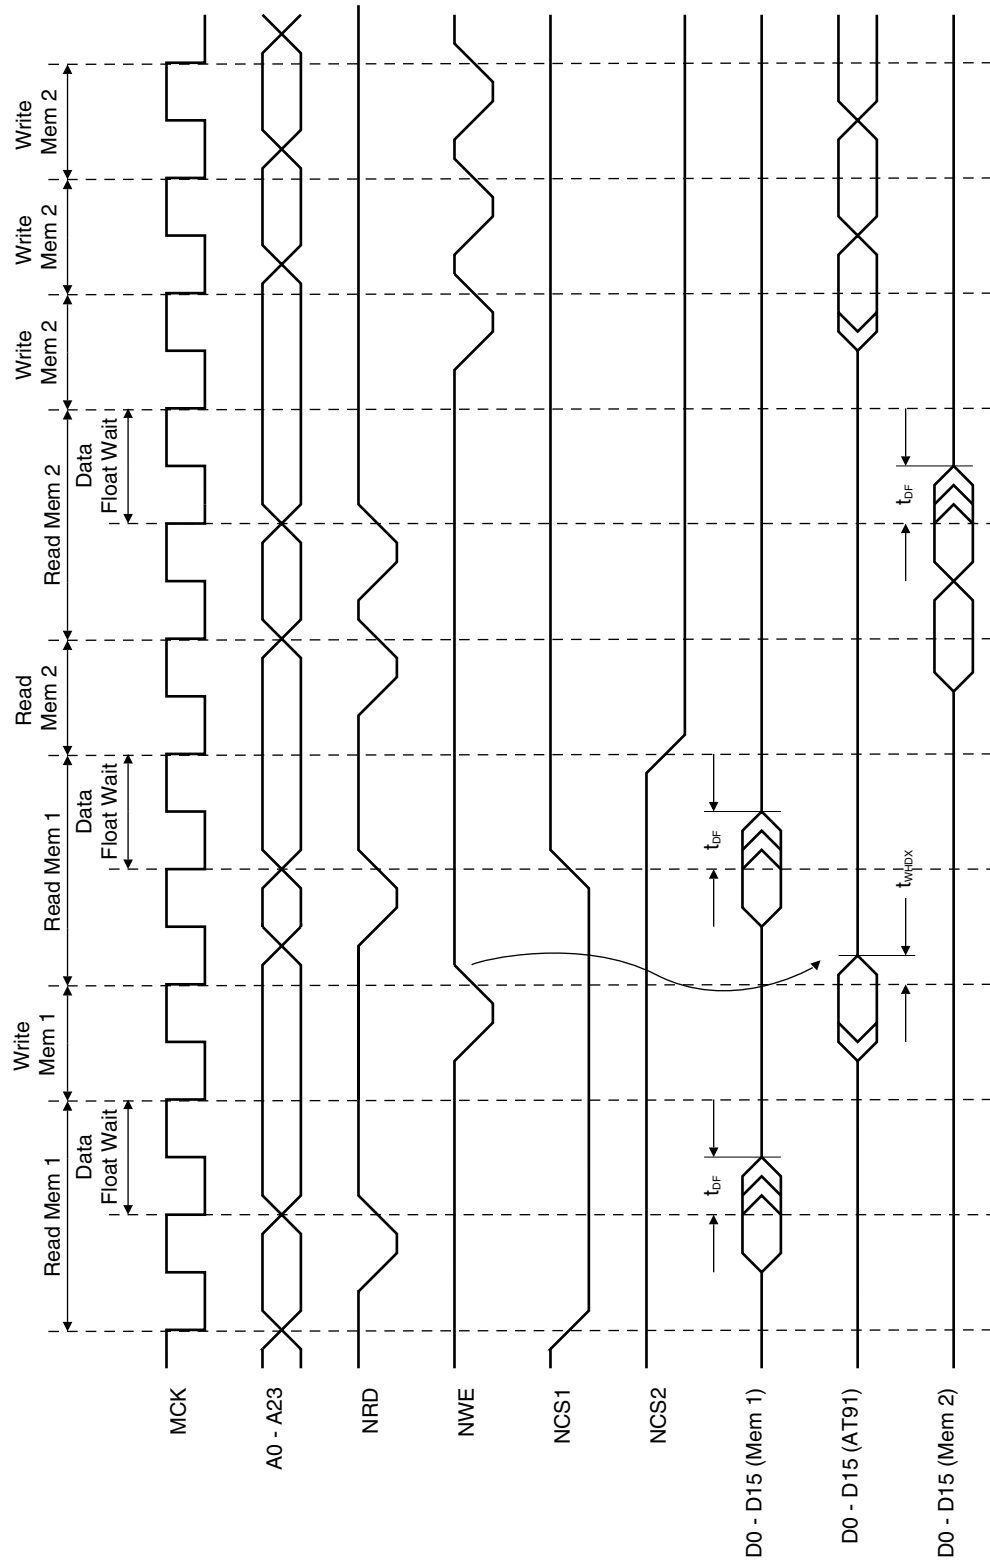 Read Mem 1
Write
Mem 1
Read Mem 1
Read
Mem 2
Read Mem 2
Write
Mem 2
Write
Mem 2
Write
Mem 2
Data
Float Wait
Data
Float Wait
Data
Float Wait
MCK
A0 - A23
NRD
NWE
NCS1
NCS2
tDF
tDF
D0 - D15 (Mem 1)
D0 - D15 (AT91)
tWHDX
tDF
D0 - D15 (Mem 2)